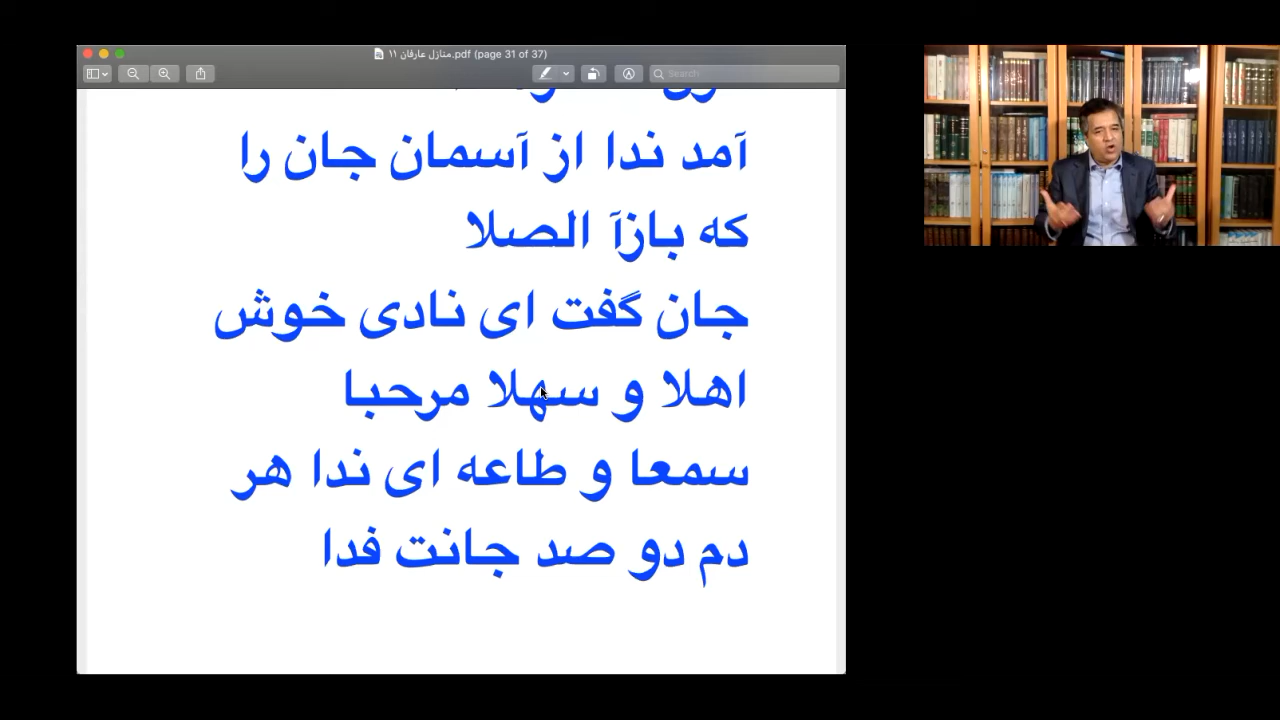 منازل عارفان ۱۱.pdf (page 31 of 37)
Search
آمد ندا از آسمان جان را
که بازآ الصلا
جان گفت ای نادی خوش
اهلا و سهلا مرحبا
سمعا و طاعه ای ندا هر
دم دو صد جانت فدا